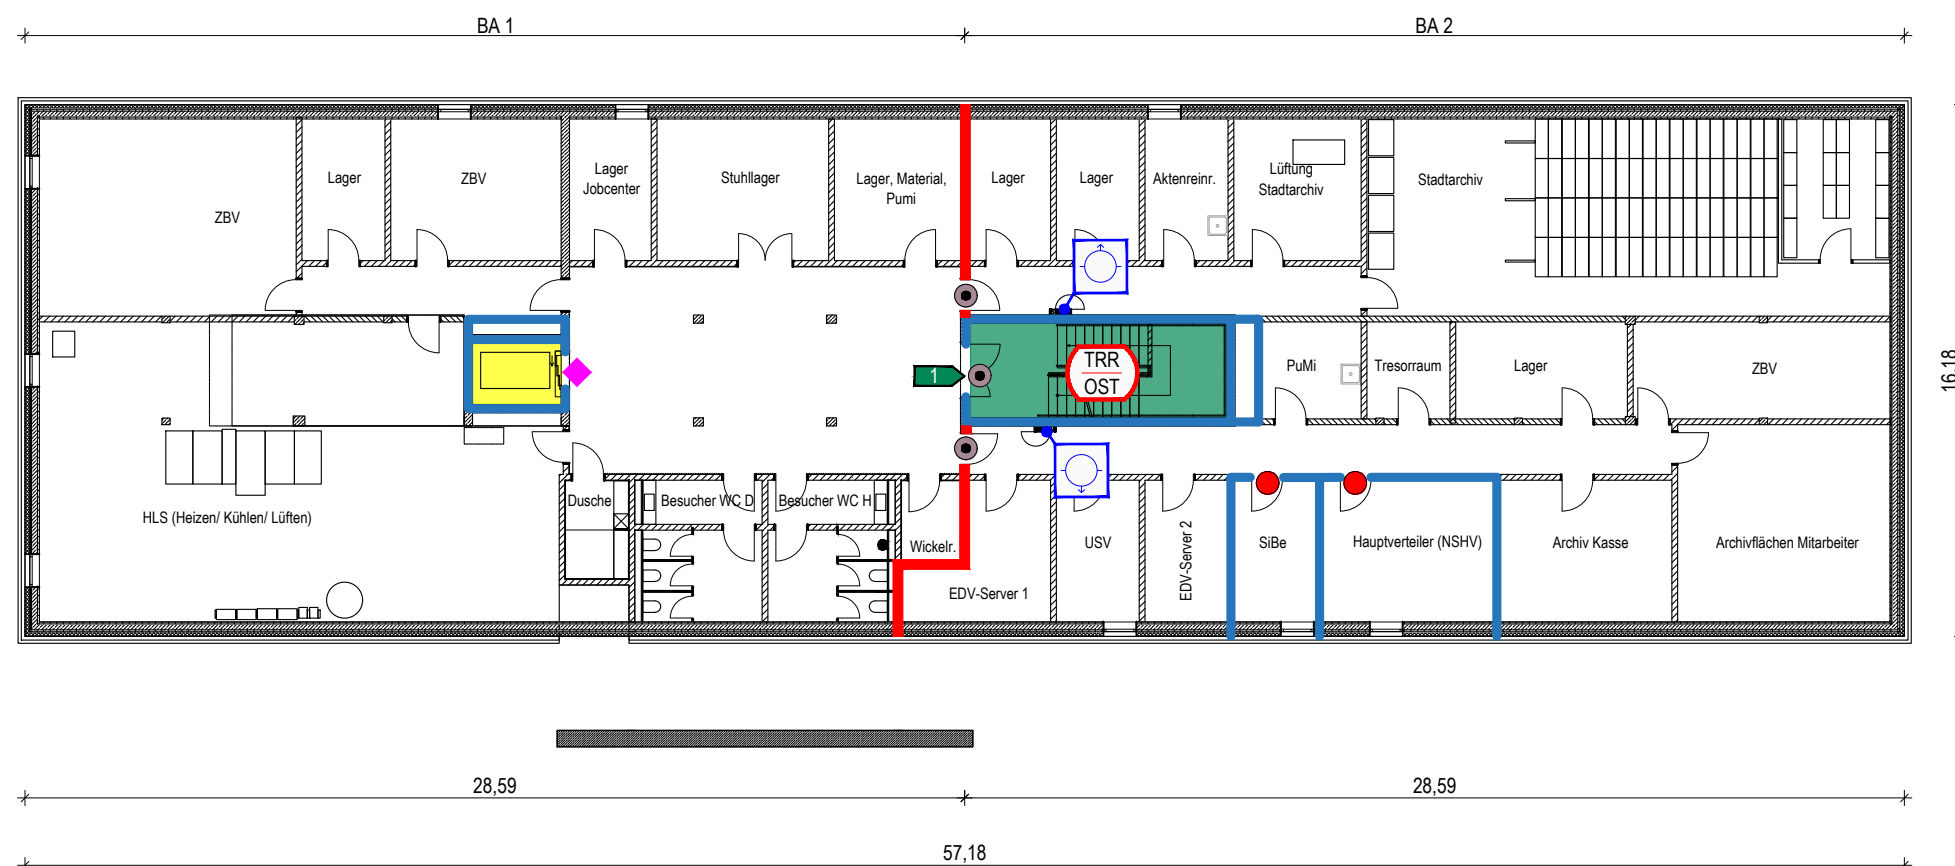 BA 1
BA 2
Lager
ZBV
Lager
Jobcenter
Stuhllager
Lager, Material,
Pumi
Lager
Lager
Aktenreinr.
Lüftung
Stadtarchiv
Stadtarchiv
ZBV
1
TRR
OST
PuMi
Tresorraum
Lager
ZBV
16,18
HLS (Heizen/ Kühlen/ Lüften)
Dusche
Besucher WC D
Besucher WC H
Wickelr.
EDV-Server 1
USV
EDV-Server 2
SiBe
Hauptverteiler (NSHV)
Archiv Kasse
Archivflächen Mitarbeiter
28,59
28,59
57,18